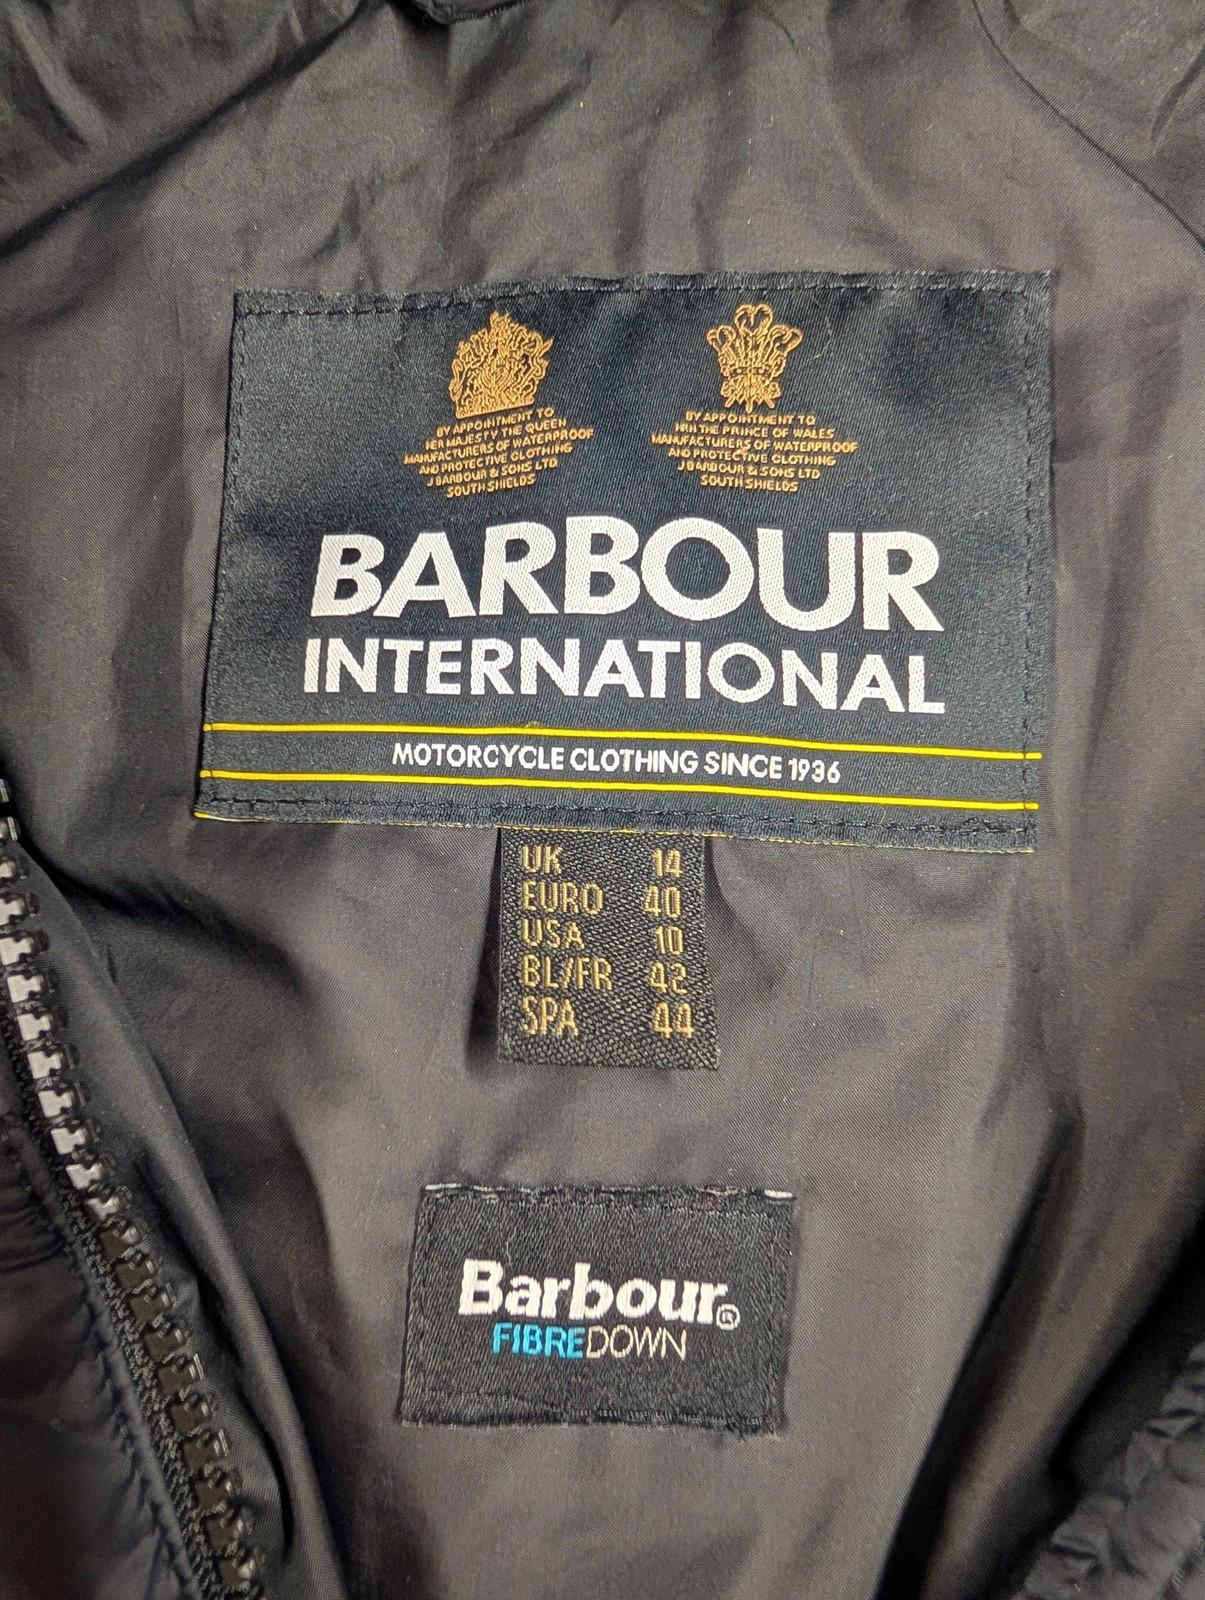 BY APPOINTMENT TO
HER MAJESTY THE QUEEN
MANUFACTURERS OF WATERPROOF
AND PROTECTIVE CLOTHING
J BARBOUR & SONS LTD
SOUTH SHIELDS
BY APPOINTMENT TO
HRH THE PRINCE OF WALES
MANUFACTURERS OF WATERPROOF
AND PROTECTIVE CLOTHING
J BARBOUR & SONS LTD
SOUTH SHIELDS
BARBOUR
INTERNATIONAL
MOTORCYCLE CLOTHING SINCE 1936
UK 14
EURO 40
USA 10
BL/FR 42
SPA 44
Barbour®
FIBREDOWN